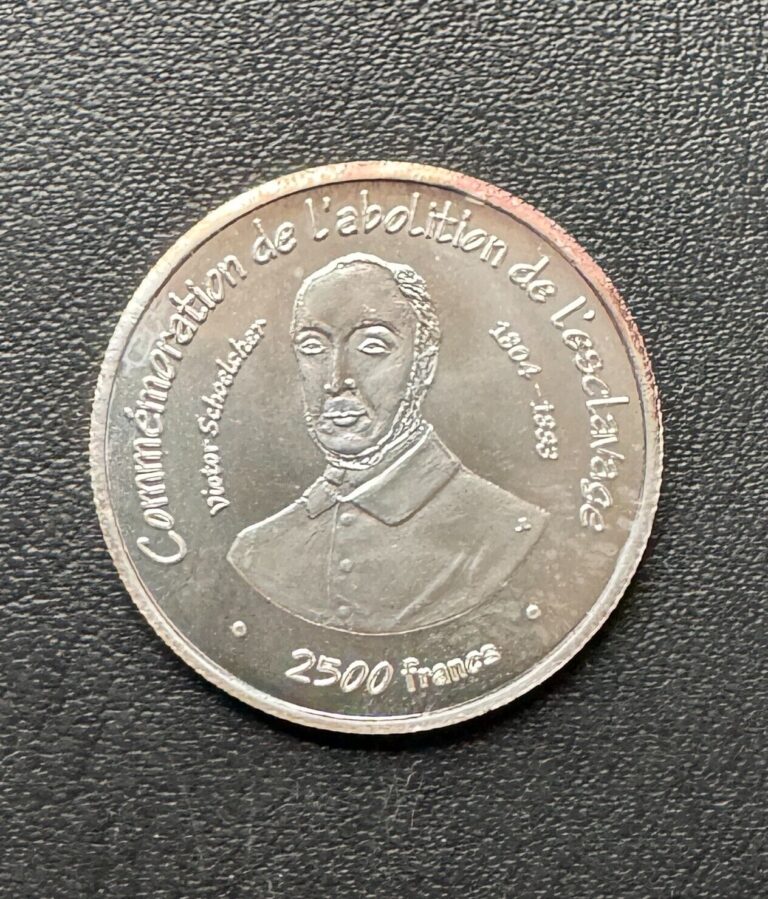 Commémoration de l'abolition de l'esclavage
Victor Schoelcher
1804 - 1893
2500 francs